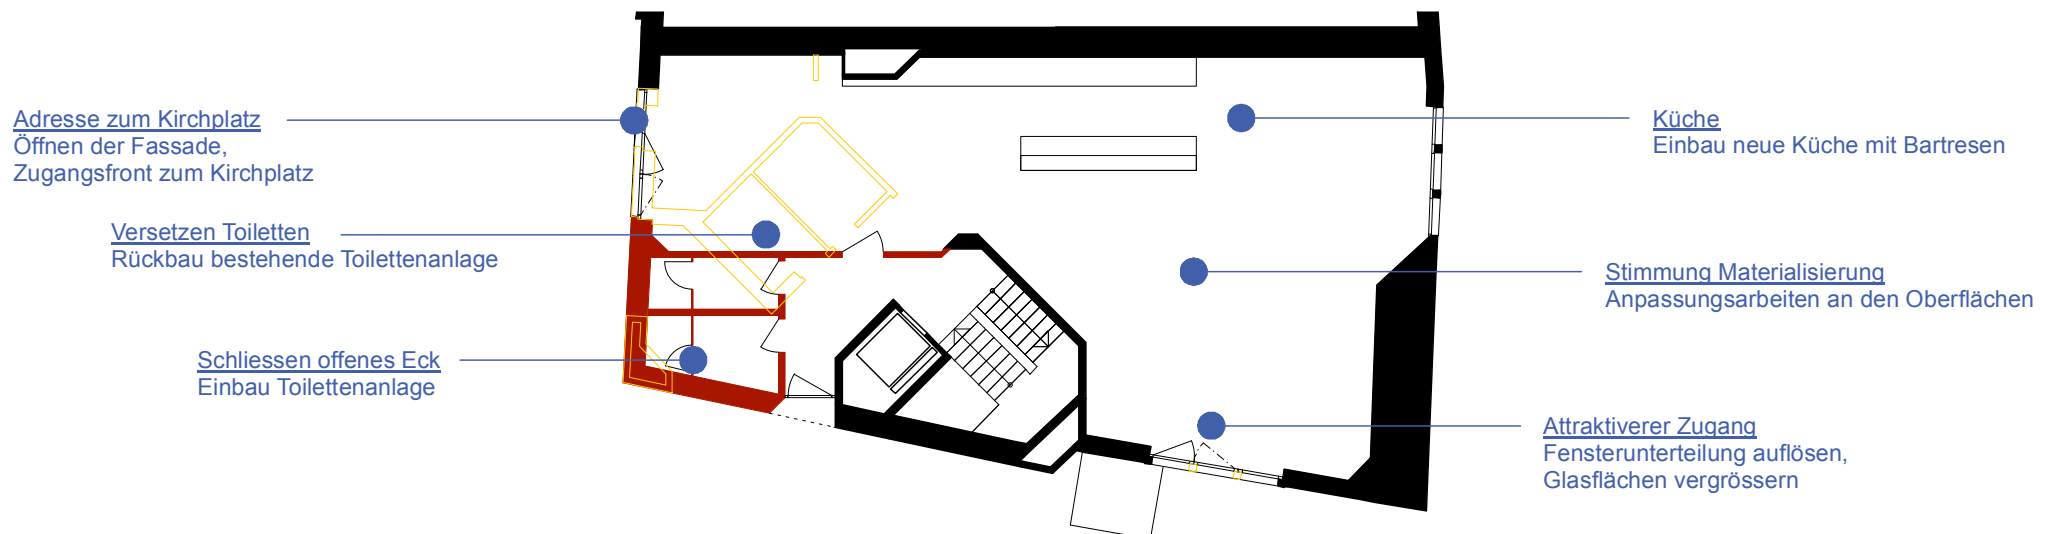 Adresse zum Kirchplatz
Öffnen der Fassade,
Zugangsfront zum Kirchplatz
Versetzen Toiletten
Rückbau bestehende Toilettenanlage
Schliessen offenes Eck
Einbau Toilettenanlage
Küche
Einbau neue Küche mit Bartresen
Stimmung Materialisierung
Anpassungsarbeiten an den Oberflächen
Attraktiverer Zugang
Fensterunterteilung auflösen,
Glasflächen vergrössern